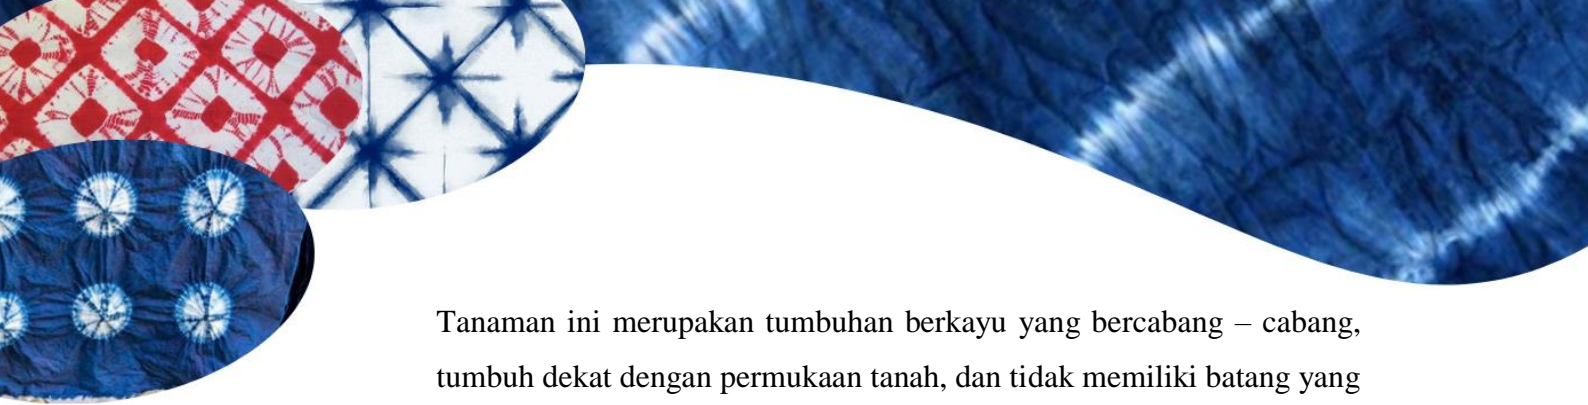 Tanaman ini merupakan tumbuhan berkayu yang bercabang – cabang,
tumbuh dekat dengan permukaan tanah, dan tidak memiliki batang yang